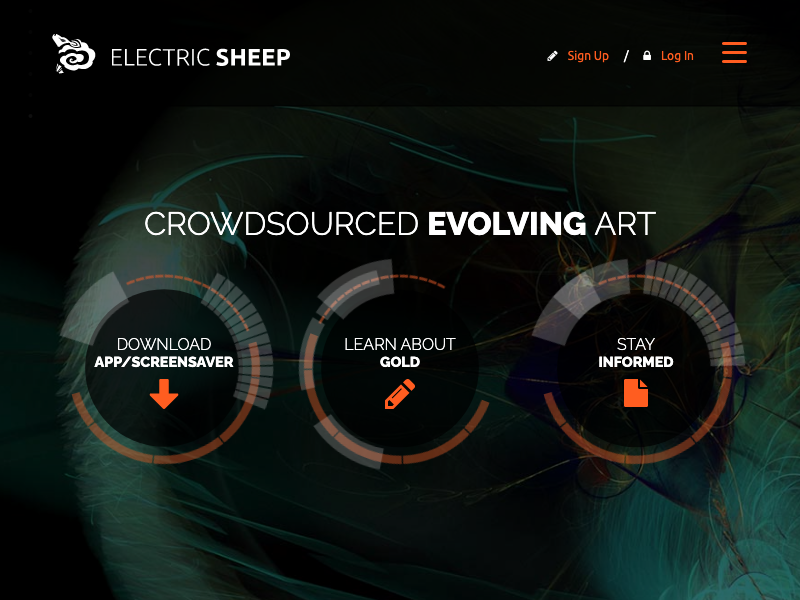 ELECTRIC SHEEP
Sign Up / Log In
CROWDSOURCED EVOLVING ART
DOWNLOAD
APP/SCREENSAVER
LEARN ABOUT
GOLD
STAY
INFORMED